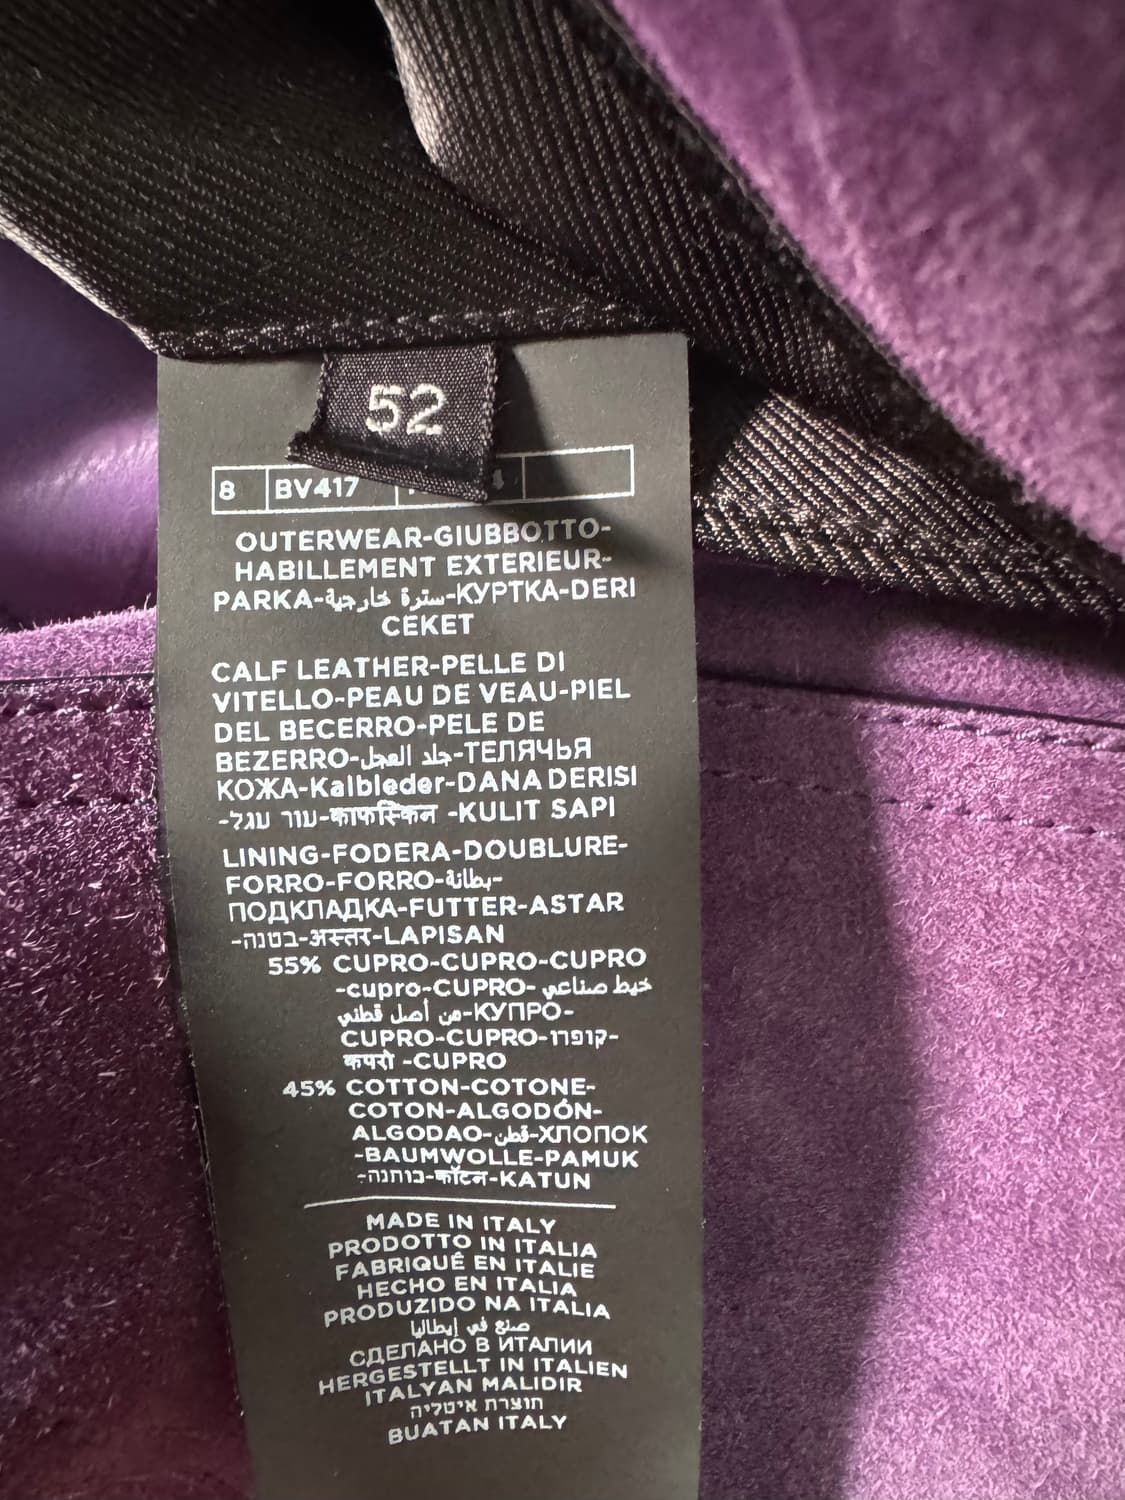 52
8 BV417
OUTERWEAR-GIUBBOTTO-
HABILLEMENT EXTERIEUR-
PARKA-سترة خارجية-КУРТКА-DERI
CEKET
CALF LEATHER-PELLE DI
VITELLO-PEAU DE VEAU-PIEL
DEL BECERRO-PELE DE
BEZERRO-جلد العجل-ТЕЛЯЧЬЯ
КОЖА-Kalbleder-DANA DERISI
-עור עגל-काफस्किन -KULIT SAPI
LINING-FODERA-DOUBLURE-
FORRO-FORRO-بطانة-
ПОДКЛАДКА-FUTTER-ASTAR
-בטנה-अस्तर-LAPISAN
55% CUPRO-CUPRO-CUPRO
-cupro-CUPRO- خيط صناعي
من أصل قطني-КУПРО-
CUPRO-CUPRO-קופרו-
कपरो -CUPRO
45% COTTON-COTONE-
COTON-ALGODÓN-
ALGODAO-قطن-ХЛОПОК
-BAUMWOLLE-PAMUK
-כותנה-कॉटन-KATUN
MADE IN ITALY
PRODOTTO IN ITALIA
FABRIQUÉ EN ITALIE
HECHO EN ITALIA
PRODUZIDO NA ITALIA
صنع في إيطاليا
СДЕЛАНО В ИТАЛИИ
HERGESTELLT IN ITALIEN
ITALYAN MALIDIR
תוצרת איטליה
BUATAN ITALY